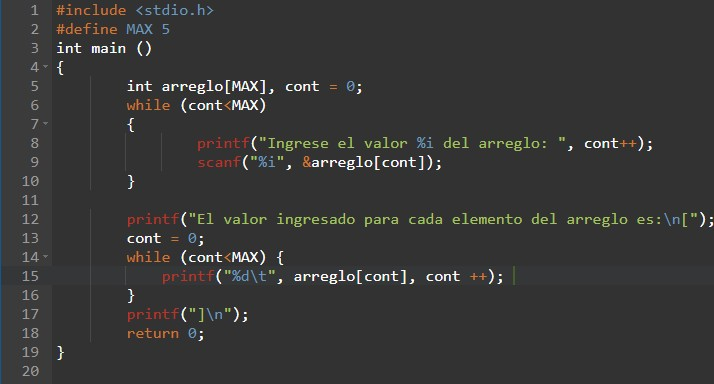 1 #include <stdio.h>
2 #define MAX 5
3 int main ()
4 {
5 int arreglo[MAX], cont = 0;
6 while (cont<MAX)
7 {
8 printf("Ingrese el valor %i del arreglo: ", cont++);
9 scanf("%i", &arreglo[cont]);
10 }
11
12 printf("El valor ingresado para cada elemento del arreglo es:\n[");
13 cont = 0;
14 while (cont<MAX) {
15 printf("%d\t", arreglo[cont], cont ++);
16 }
17 printf("]\n");
18 return 0;
19 }
20